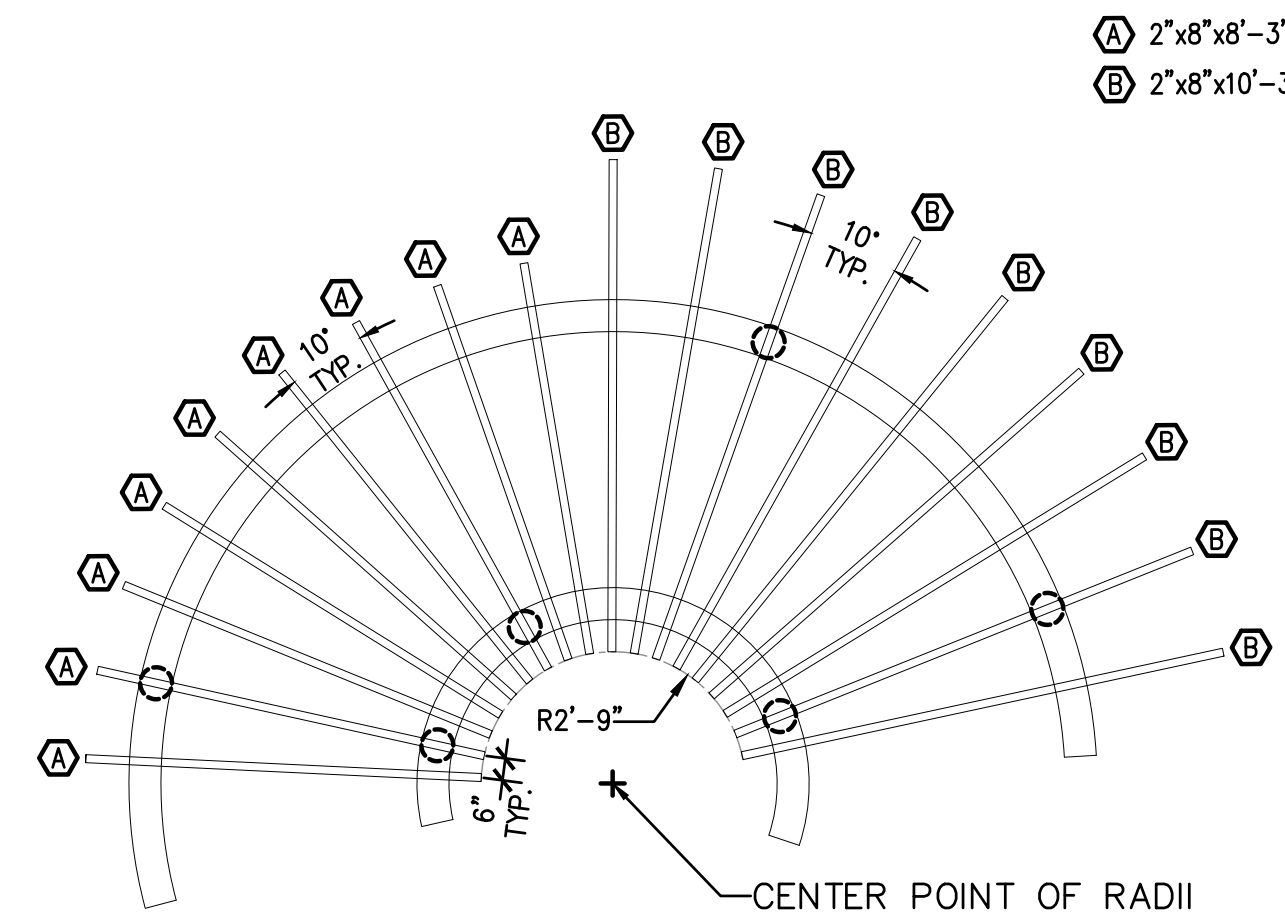 A 2"x8"x8'-3'
B 2"x8"x10'-3
B
B
B
B
A
A
A
10°
TYP.
B
A
10°
TYP.
B
A
B
A
B
A
B
A
R2'-9"
B
A
6"
TYP.
CENTER POINT OF RADII